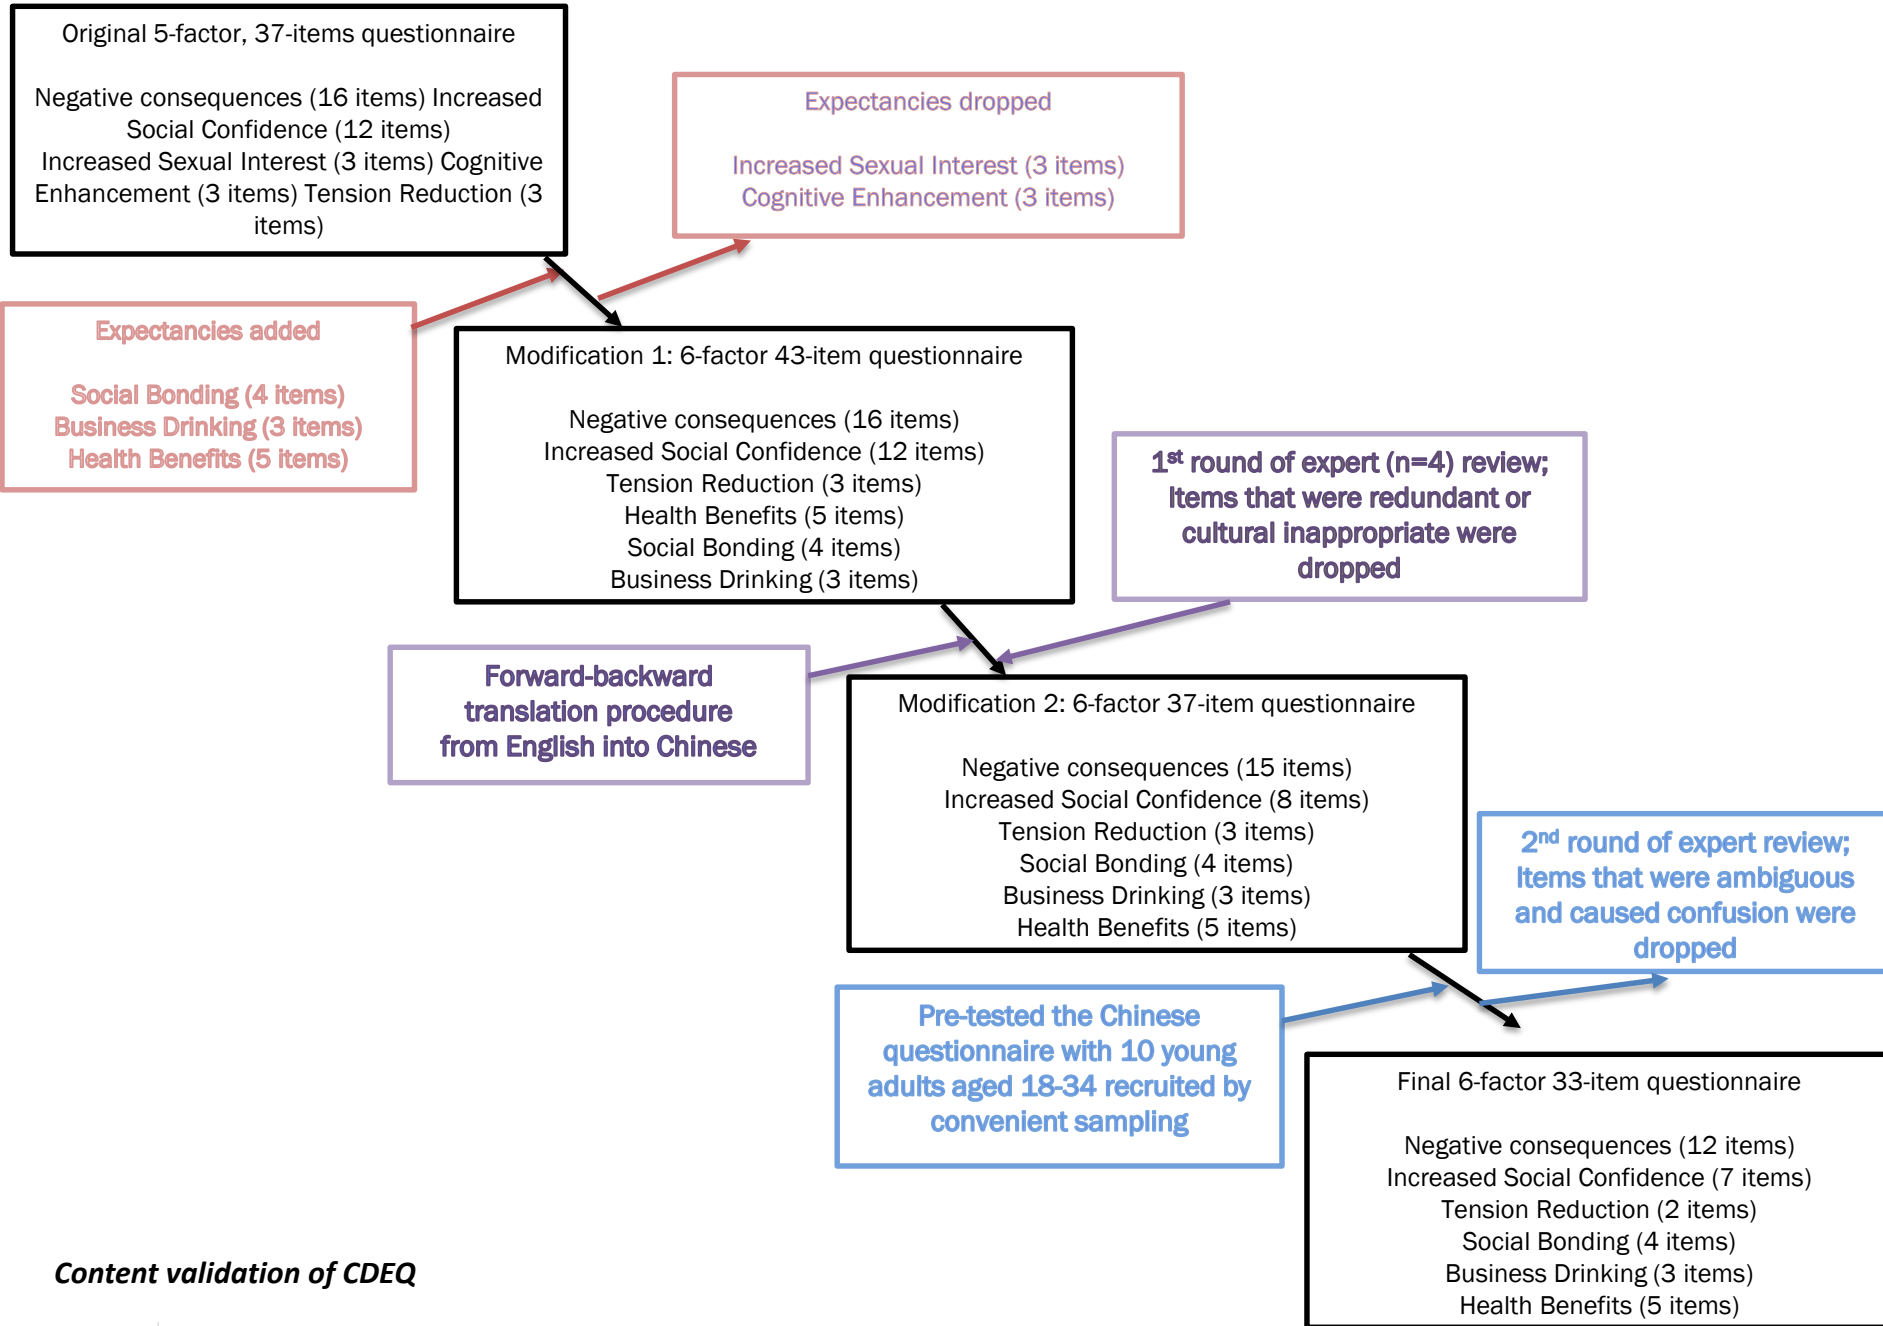 Original 5-factor, 37-items questionnaire
Negative consequences (16 items) Increased
Social Confidence (12 items)
Increased Sexual Interest (3 items) Cognitive
Enhancement (3 items) Tension Reduction (3
items)
Expectancies dropped
Increased Sexual Interest (3 items)
Cognitive Enhancement (3 items)
Expectancies added
Social Bonding (4 items)
Business Drinking (3 items)
Health Benefits (5 items)
Modification 1: 6-factor 43-item questionnaire
Negative consequences (16 items)
Increased Social Confidence (12 items)
Tension Reduction (3 items)
Health Benefits (5 items)
Social Bonding (4 items)
Business Drinking (3 items)
1st round of expert (n=4) review;
Items that were redundant or
cultural inappropriate were
dropped
Forward-backward
translation procedure
from English into Chinese
Modification 2: 6-factor 37-item questionnaire
Negative consequences (15 items)
Increased Social Confidence (8 items)
Tension Reduction (3 items)
Social Bonding (4 items)
Business Drinking (3 items)
Health Benefits (5 items)
2nd round of expert review;
Items that were ambiguous
and caused confusion were
dropped
Pre-tested the Chinese
questionnaire with 10 young
adults aged 18-34 recruited by
convenient sampling
Final 6-factor 33-item questionnaire
Negative consequences (12 items)
Increased Social Confidence (7 items)
Tension Reduction (2 items)
Social Bonding (4 items)
Business Drinking (3 items)
Health Benefits (5 items)
Content validation of CDEQ